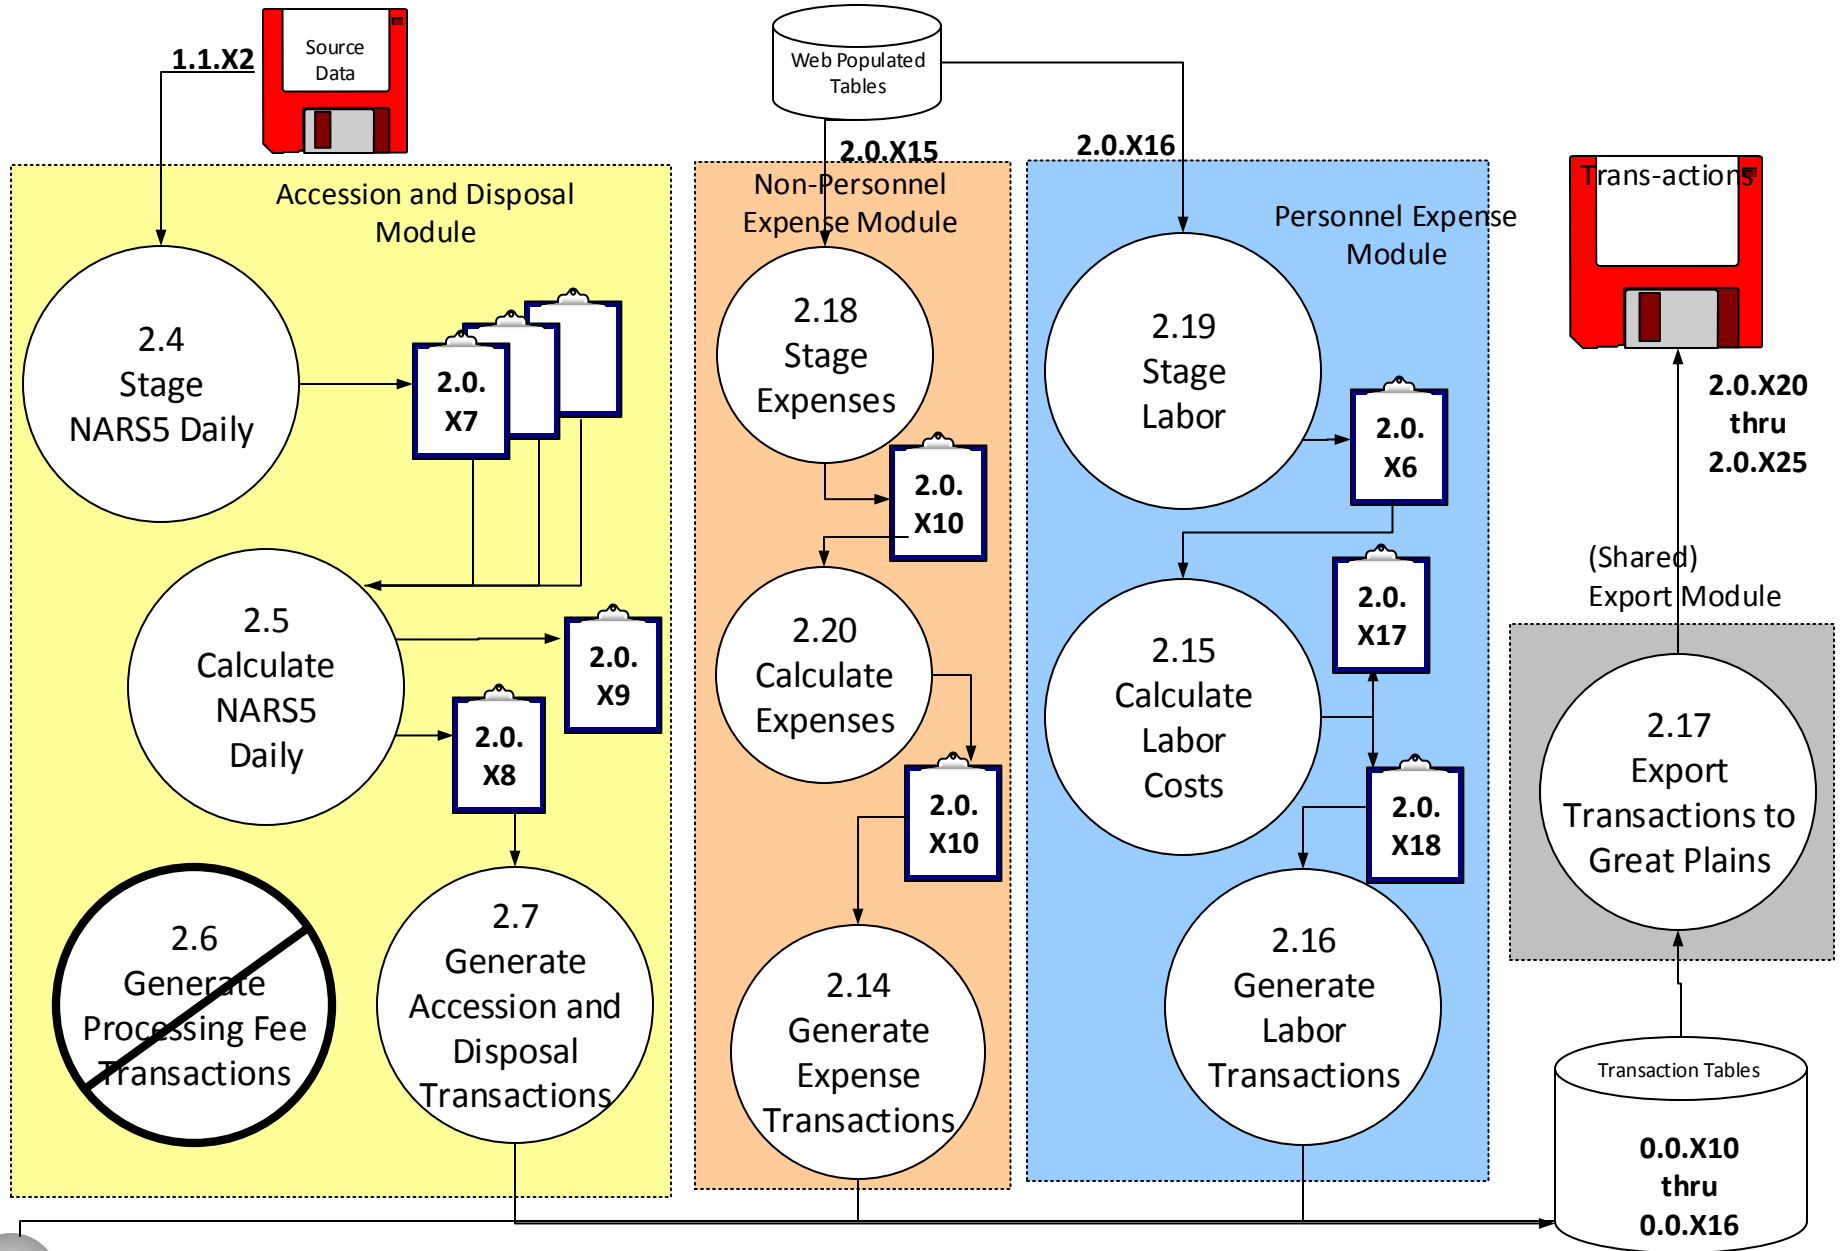 1.1.X2
Source
Data
Web Populated
Tables
2.0.X15
2.0.X16
Accession and Disposal
Module
2.4
Stage
NARS5 Daily
2.0.
X7
2.5
Calculate
NARS5
Daily
2.0.
X9
2.0.
X8
2.6
Generate
Processing Fee
Transactions
2.7
Generate
Accession and
Disposal
Transactions
Non-Personnel
Expense Module
2.18
Stage
Expenses
2.0.
X10
2.20
Calculate
Expenses
2.0.
X10
2.14
Generate
Expense
Transactions
Personnel Expense
Module
2.19
Stage
Labor
2.0.
X6
2.0.
X17
2.15
Calculate
Labor
Costs
2.0.
X18
2.16
Generate
Labor
Transactions
Trans-actions
2.0.X20
thru
2.0.X25
(Shared)
Export Module
2.17
Export
Transactions to
Great Plains
Transaction Tables
0.0.X10
thru
0.0.X16